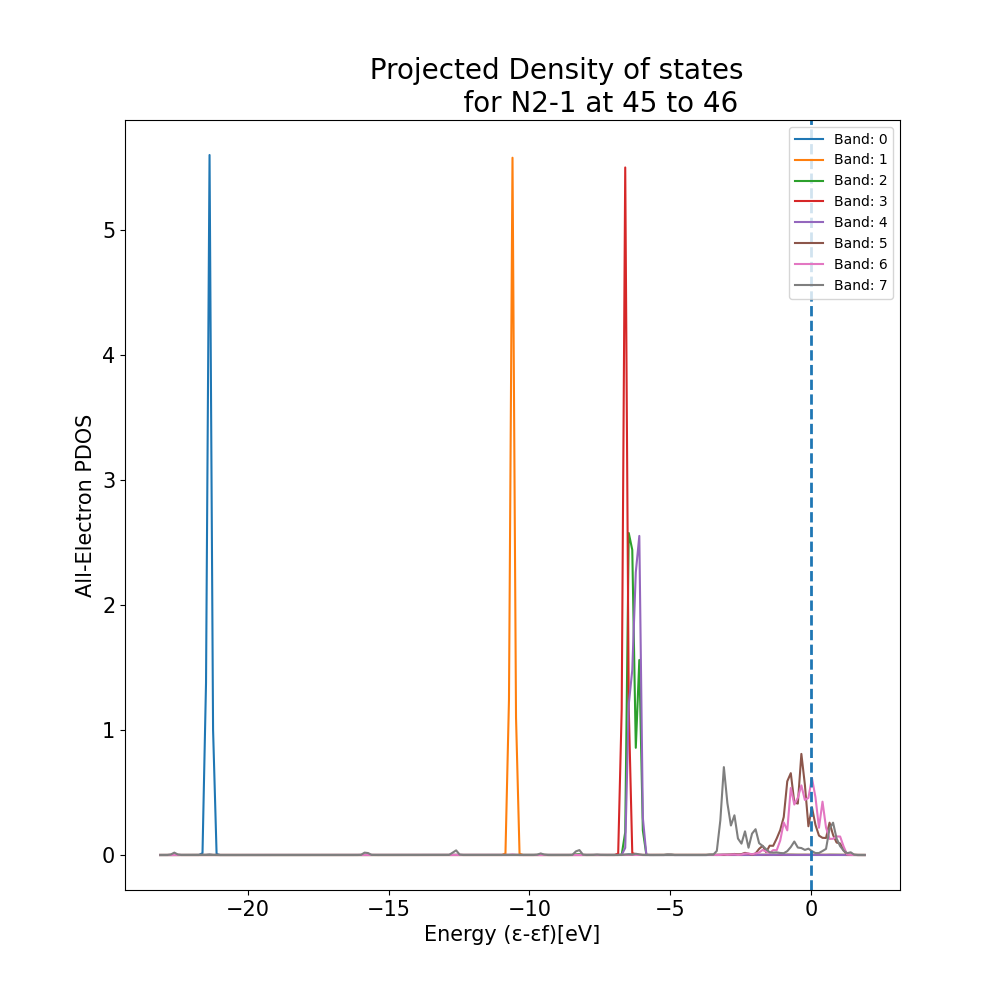 Projected Density of states
for N2-1 at 45 to 46
Band: 0
Band: 1
Band: 2
Band: 3
Band: 4
Band: 5
Band: 6
Band: 7
5
4
3
2
1
0
All-Electron PDOS
−20
−15
−10
−5
0
Energy (ε-εf)[eV]